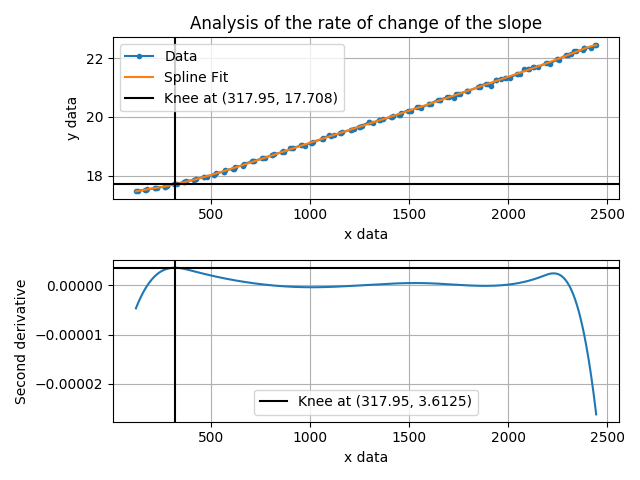 Analysis of the rate of change of the slope
Data
Spline Fit
Knee at (317.95, 17.708)
y data
22
20
18
500 1000 1500 2000 2500
x data
Second derivative
0.00000
−0.00001
−0.00002
Knee at (317.95, 3.6125)
500 1000 1500 2000 2500
x data